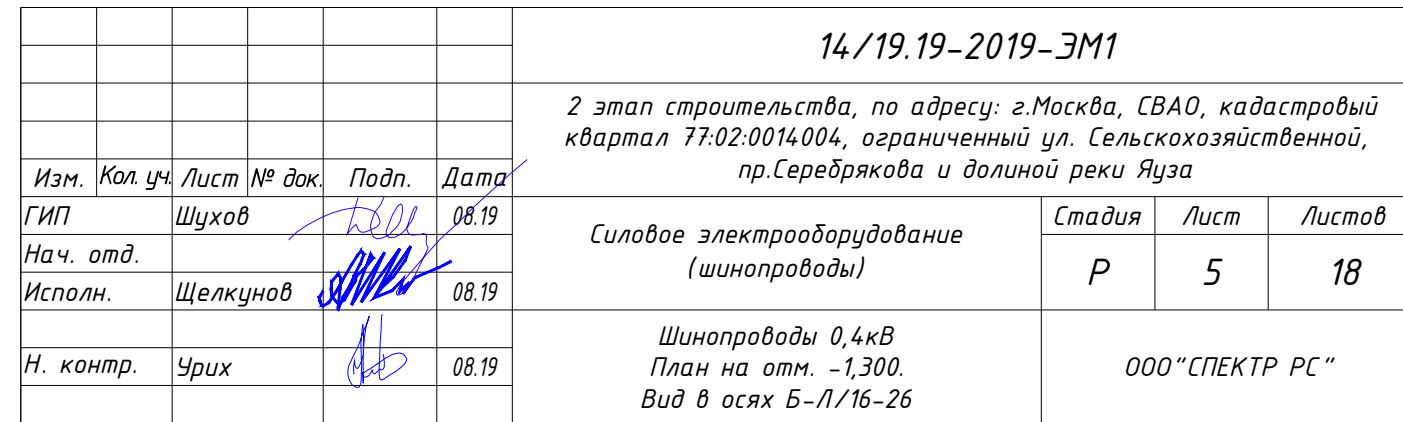 14/19.19-2019-ЭМ1
2 этап строительства, по адресу: г.Москва, СВАО, кадастровый
квартал 77:02:0014004, ограниченный ул. Сельскохозяйственной,
пр.Серебрякова и долиной реки Яуза
Изм. Кол. уч. Лист № док. Подп. Дата
ГИП Шухов 08.19
Нач. отд.
Исполн. Щелкунов 08.19
Н. контр. Урих 08.19
Силовое электрооборудование
(шинопроводы)
Стадия Лист Листов
Р 5 18
Шинопроводы 0,4кВ
План на отм. -1,300.
Вид в осях Б-Л/16-26
ООО"СПЕКТР РС"